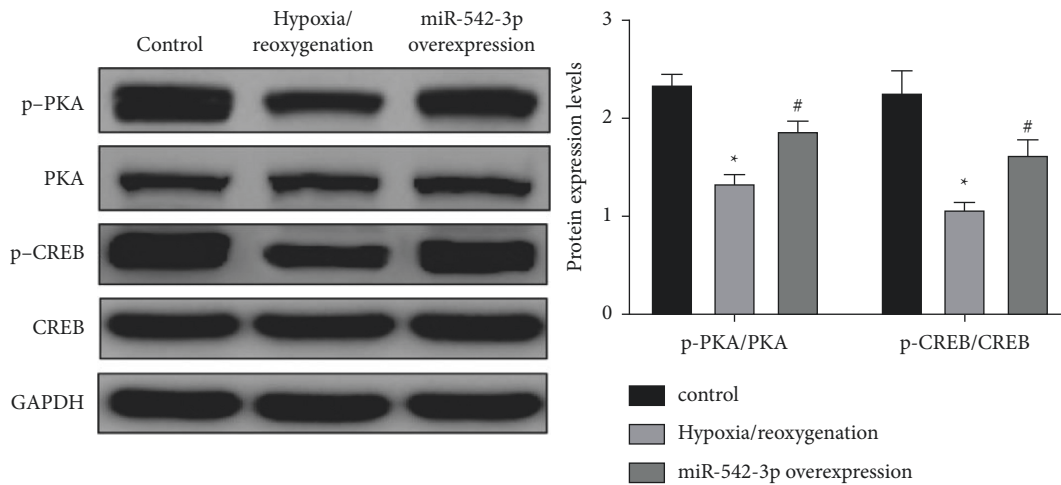 Control
Hypoxia/
reoxygenation
miR-542-3p
overexpression
p–PKA
PKA
p–CREB
CREB
GAPDH
Protein expression levels
3
2
1
0
*
#
*
#
p-PKA/PKA
p-CREB/CREB
control
Hypoxia/reoxygenation
miR-542-3p overexpression